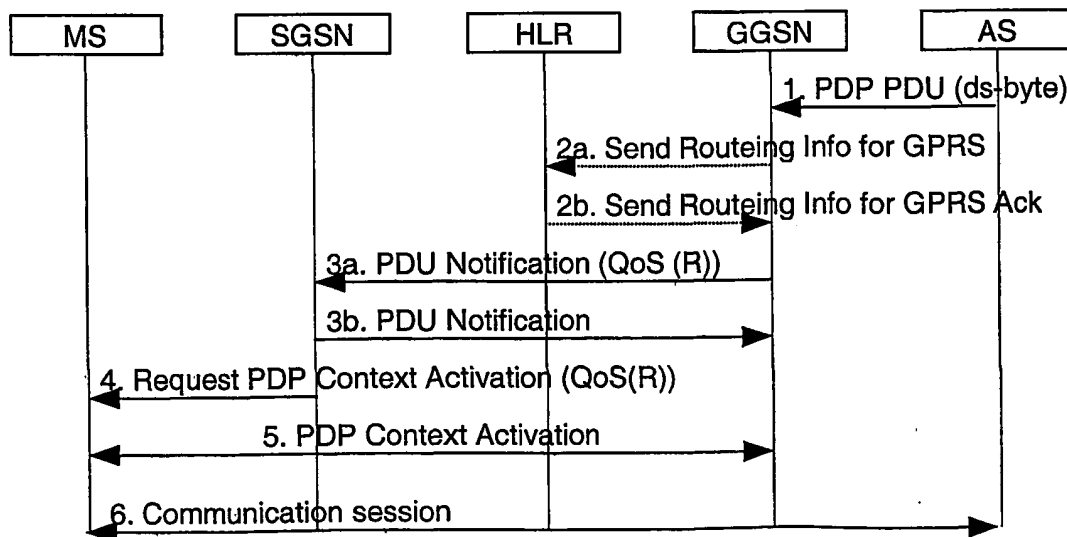 MS SGSN HLR GGSN AS
1. PDP PDU (ds-byte)
2a. Send Routeing Info for GPRS
2b. Send Routeing Info for GPRS Ack
3a. PDU Notification (QoS (R))
3b. PDU Notification
4. Request PDP Context Activation (QoS(R))
5. PDP Context Activation
6. Communication session